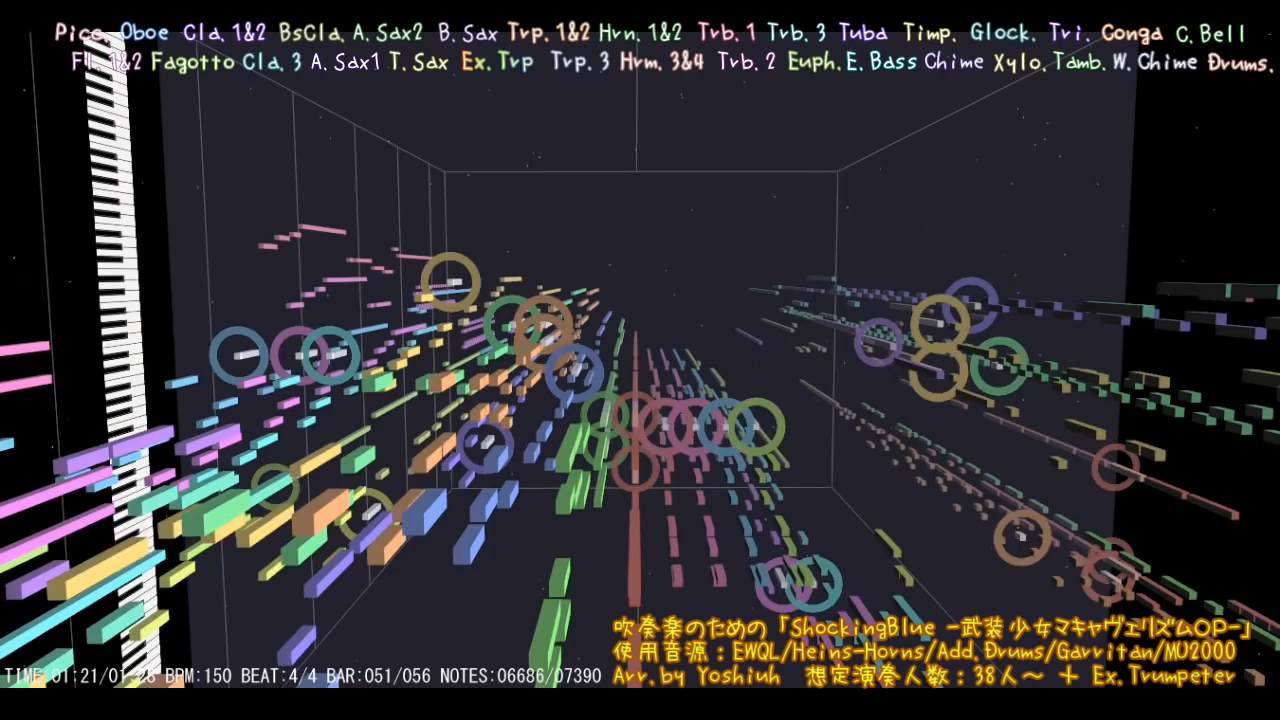 Picc. Oboe Cla. 1&2 BsCla. A. Sax2 B. Sax Trp. 1&2 Hrn. 1&2 Trb. 1 Trb. 3 Tuba Timp. Glock. Tri. Conga C. Bell
Fl. 1&2 Fagotto Cla. 3 A. Sax1 T. Sax Ex. Trp Trp. 3 Hrm. 3&4 Trb. 2 Euph. E. Bass Chime Xylo. Tamb. W. Chime Drums.
吹奏楽のための「ShockingBlue -武装少女マキャヴェリズムOP-」
使用音源：EWQL/Heins-Horns/Add.Drums/Garritan/MU2000
TIME:01:21/01:28 BPM:150 BEAT:4/4 BAR:051/056 NOTES:06686/07390
Arr.by Yoshiuh 想定演奏人数：38人～ ＋ Ex.Trumpeter